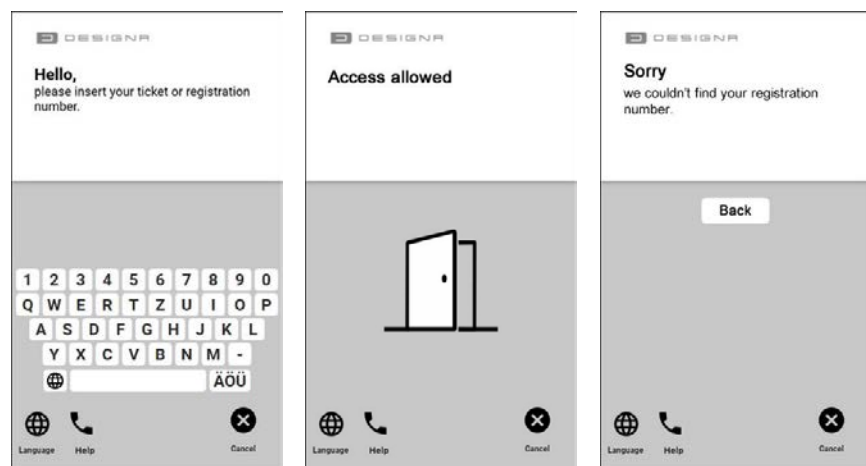 DESIGNA
Hello,
please insert your ticket or registration
number.
1 2 3 4 5 6 7 8 9 0
Q W E R T Z U I O P
A S D F G H J K L
Y X C V B N M -
ÄÖÜ
Language Help Cancel
DESIGNA
Access allowed
Language Help Cancel
DESIGNA
Sorry
we couldn't find your registration
number.
Back
Language Help Cancel